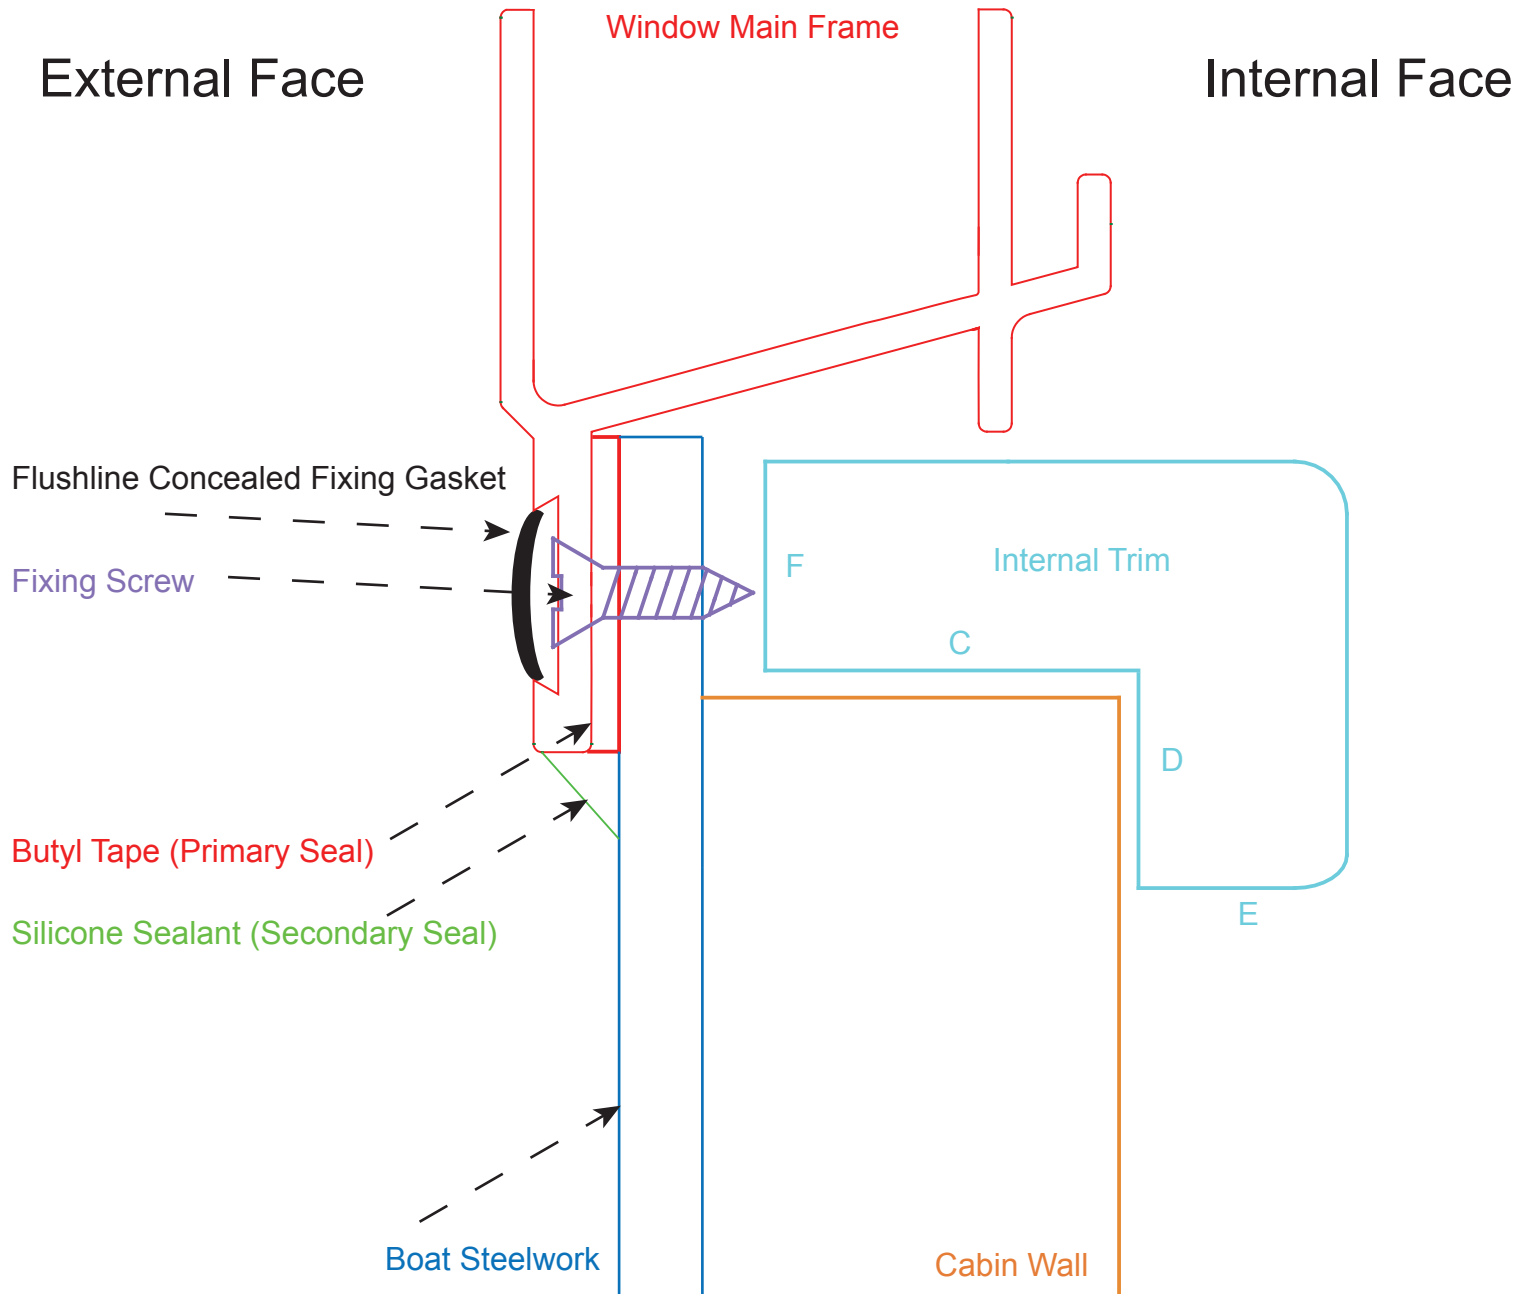 Window Main Frame
External Face
Internal Face
Flushline Concealed Fixing Gasket
Fixing Screw
F
Internal Trim
C
D
Butyl Tape (Primary Seal)
E
Silicone Sealant (Secondary Seal)
Boat Steelwork
Cabin Wall